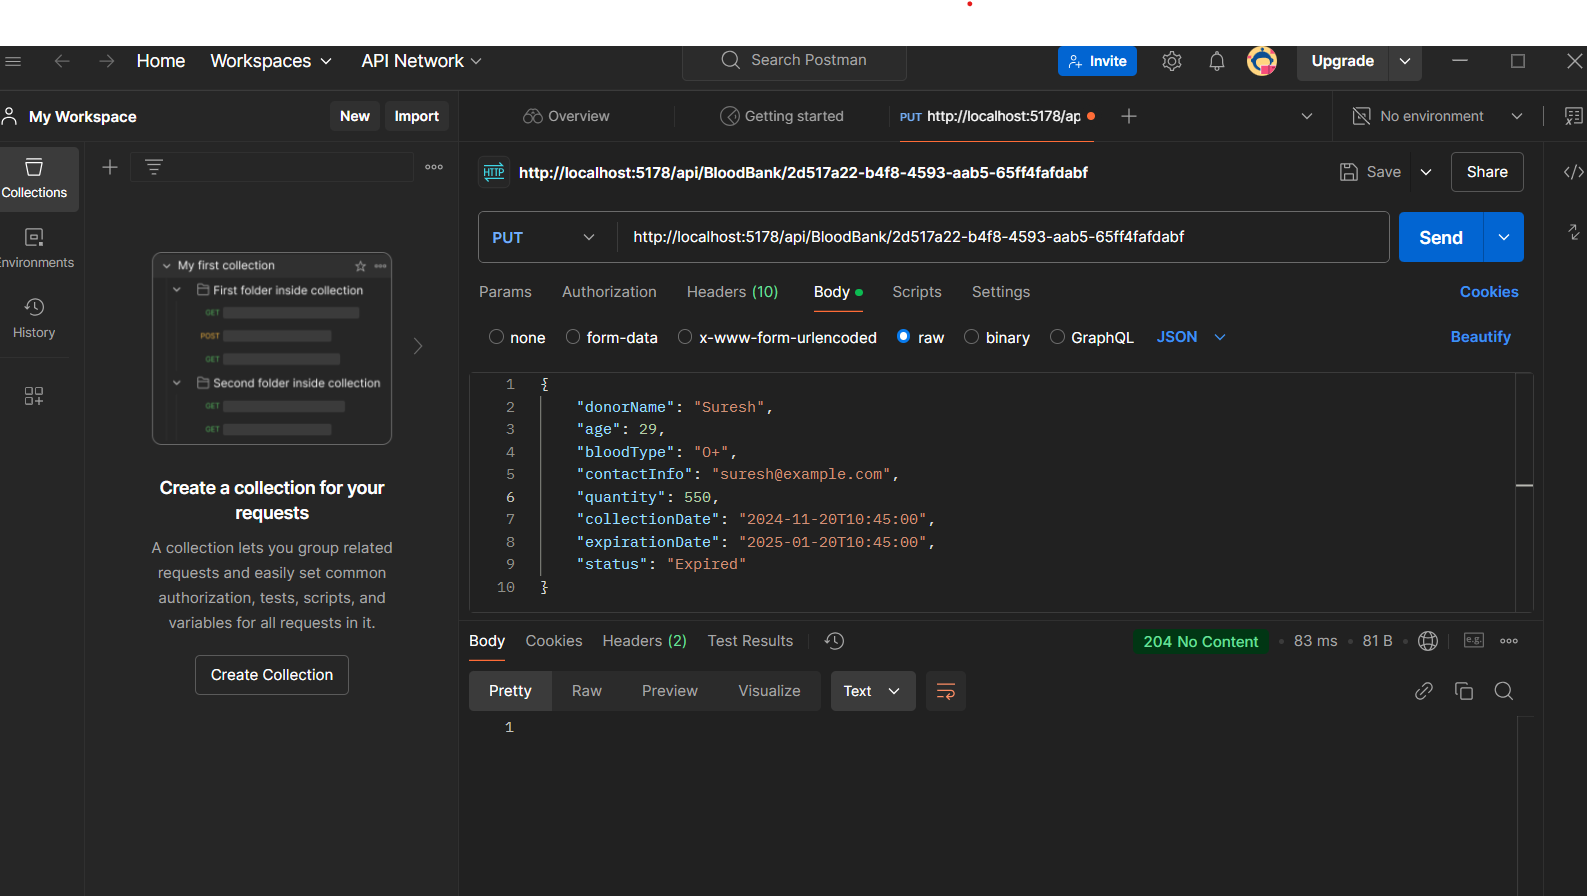 Home Workspaces API Network Search Postman Invite Upgrade
My Workspace New Import Overview Getting started PUT http://localhost:5178/ap No environment
Collections
HTTP http://localhost:5178/api/BloodBank/2d517a22-b4f8-4593-aab5-65ff4fafdabf Save Share
nvironments
History
PUT http://localhost:5178/api/BloodBank/2d517a22-b4f8-4593-aab5-65ff4fafdabf Send
My first collection
First folder inside collection
GET
POST
GET
Second folder inside collection
GET
GET
Create a collection for your
requests
A collection lets you group related
requests and easily set common
authorization, tests, scripts, and
variables for all requests in it.
Create Collection
Params Authorization Headers (10) Body Scripts Settings Cookies
none form-data x-www-form-urlencoded raw binary GraphQL JSON Beautify
1 {
2 "donorName": "Suresh",
3 "age": 29,
4 "bloodType": "O+",
5 "contactInfo": "suresh@example.com",
6 "quantity": 550,
7 "collectionDate": "2024-11-20T10:45:00",
8 "expirationDate": "2025-01-20T10:45:00",
9 "status": "Expired"
10 }
Body Cookies Headers (2) Test Results 204 No Content 83 ms 81 B e.g.
Pretty Raw Preview Visualize Text
1